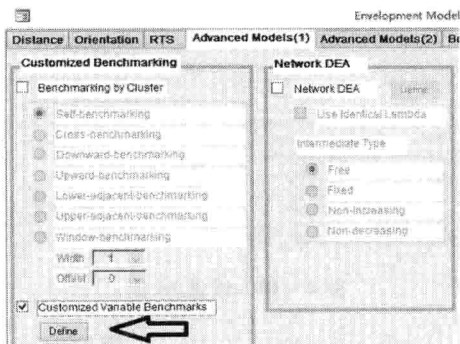 Envelopment Model
Distance Orientation RTS Advanced Models(1) Advanced Models(2)
Customized Benchmarking
Benchmarking by Cluster
Self-benchmarking
Cross-benchmarking
Downward-benchmarking
Upward-benchmarking
Lower-adjacent-benchmarking
Upper-adjacent-benchmarking
Window-benchmarking
Width 1
Offset 0
Customized Variable Benchmarks
Define
Network DEA
Network DEA Define
Use Identical Lambda
Intermediate Type
Free
Fixed
Non-increasing
Non-decreasing